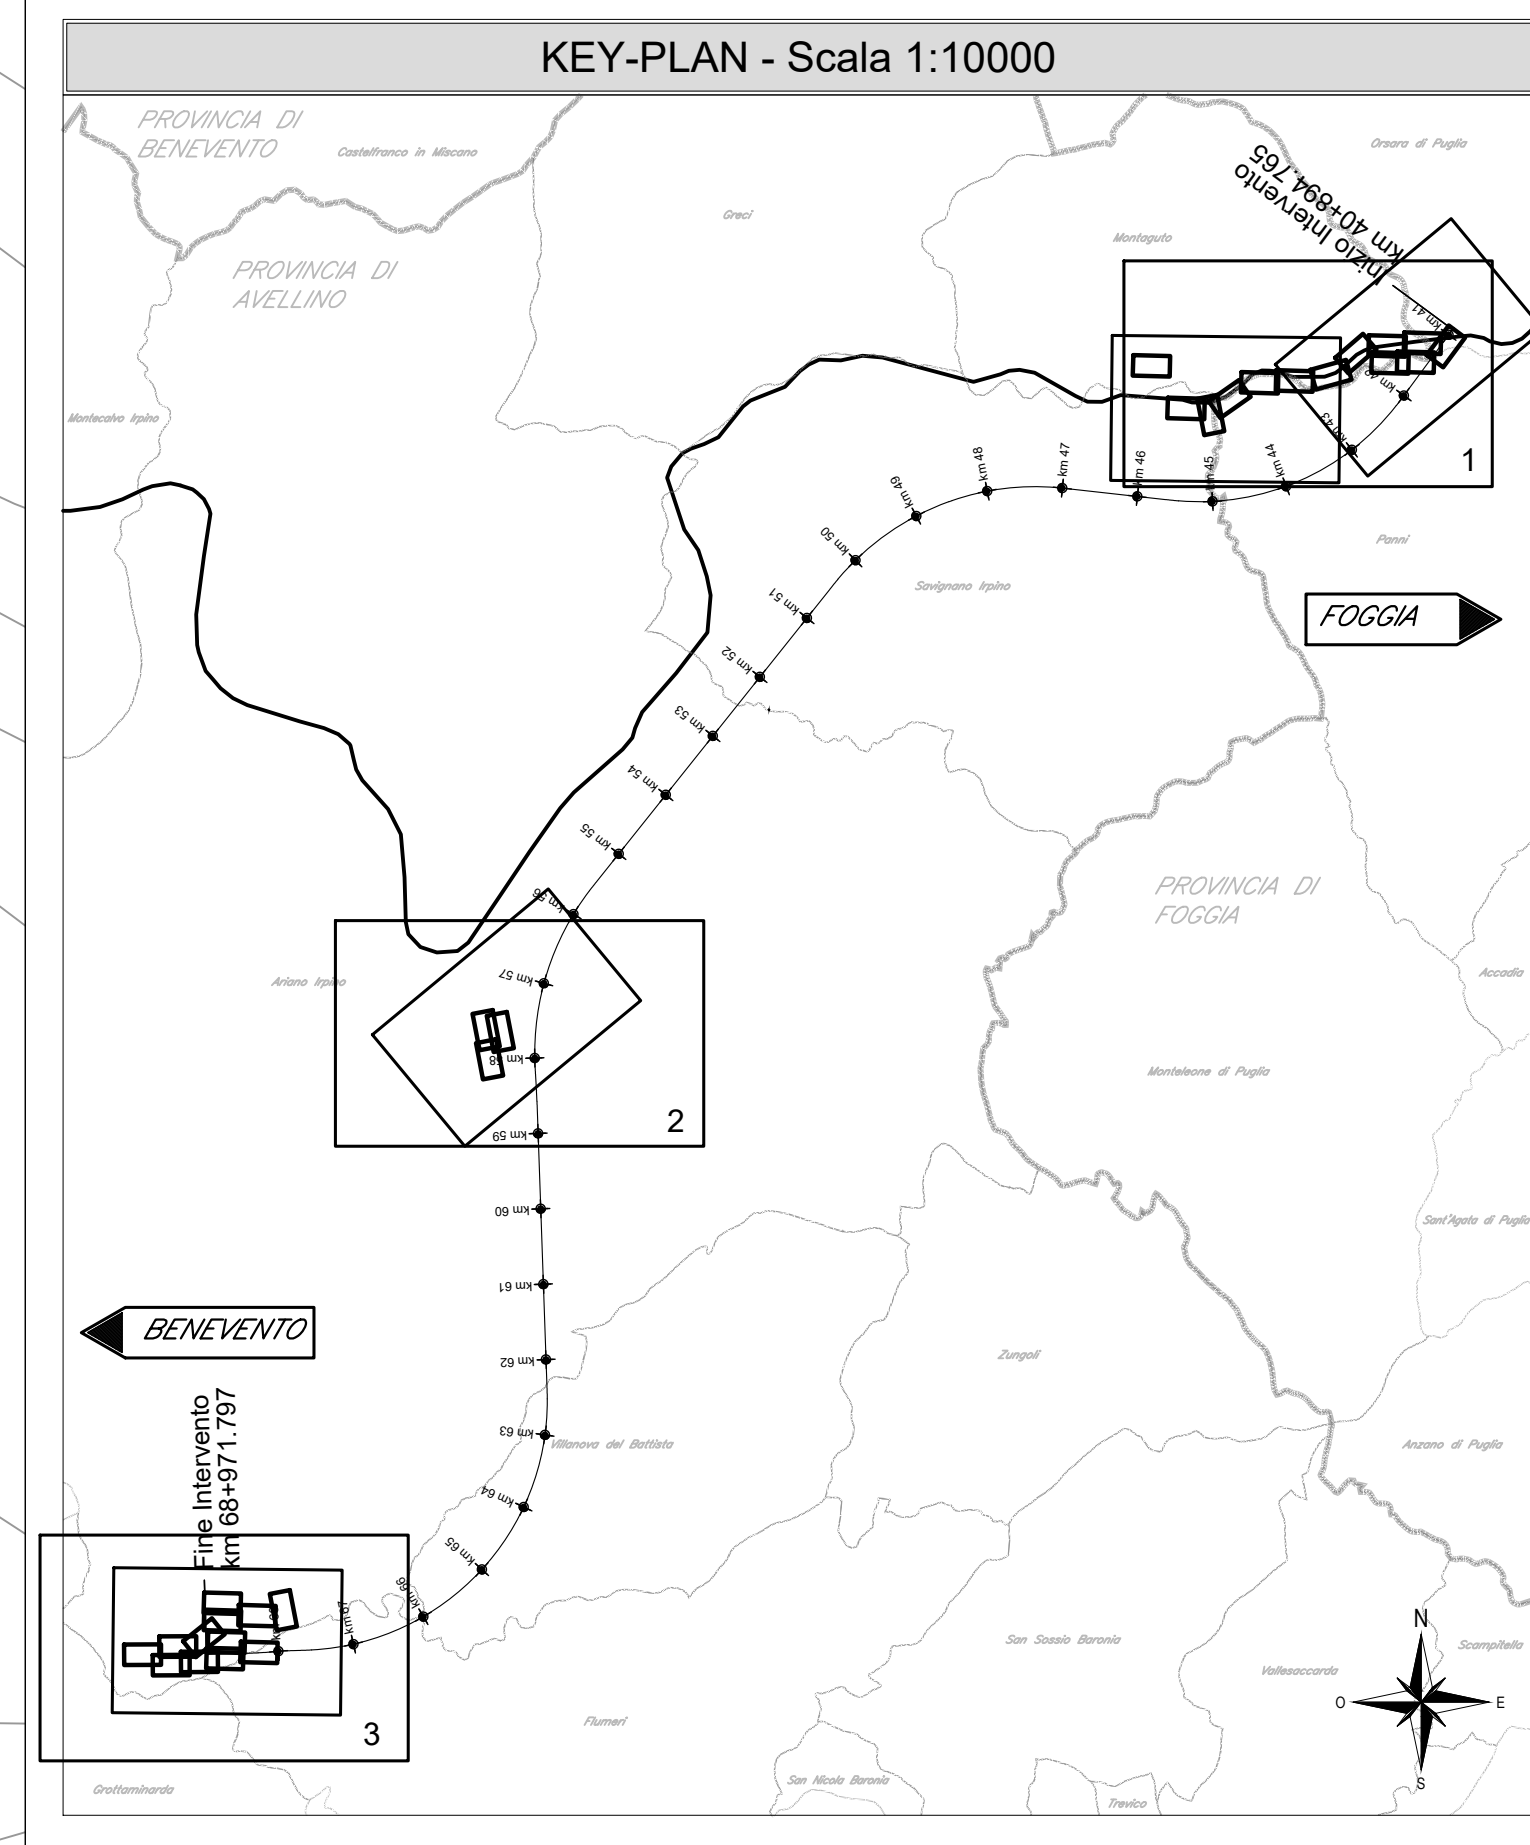 KEY-PLAN - Scala 1:10000
PROVINCIA DI
BENEVENTO
Castelfranco in Miscano
Orsara di Puglia
Greci
Montaguto
Inizio Intervento
km 40+894.765
PROVINCIA DI
AVELLINO
km 41
km 42
km 43
km 44
km 45
km 46
km 47
km 48
km 49
km 50
km 51
km 52
km 53
km 54
km 55
km 56
km 57
km 58
km 59
km 60
km 61
km 62
km 63
km 64
km 65
km 66
km 67
1
Montecalvo Irpino
Panni
Savignano Irpino
FOGGIA
PROVINCIA DI
FOGGIA
Accadia
Ariano Irpino
Monteleone di Puglia
2
Sant'Agata di Puglia
BENEVENTO
Zungoli
Fine Intervento
km 68+971.797
Villanova del Battista
Anzano di Puglia
3
San Sossio Baronia
Vallesaccarda
Scampitella
Flumeri
Grottaminarda
San Nicola Baronia
Trevico
N
O
E
S